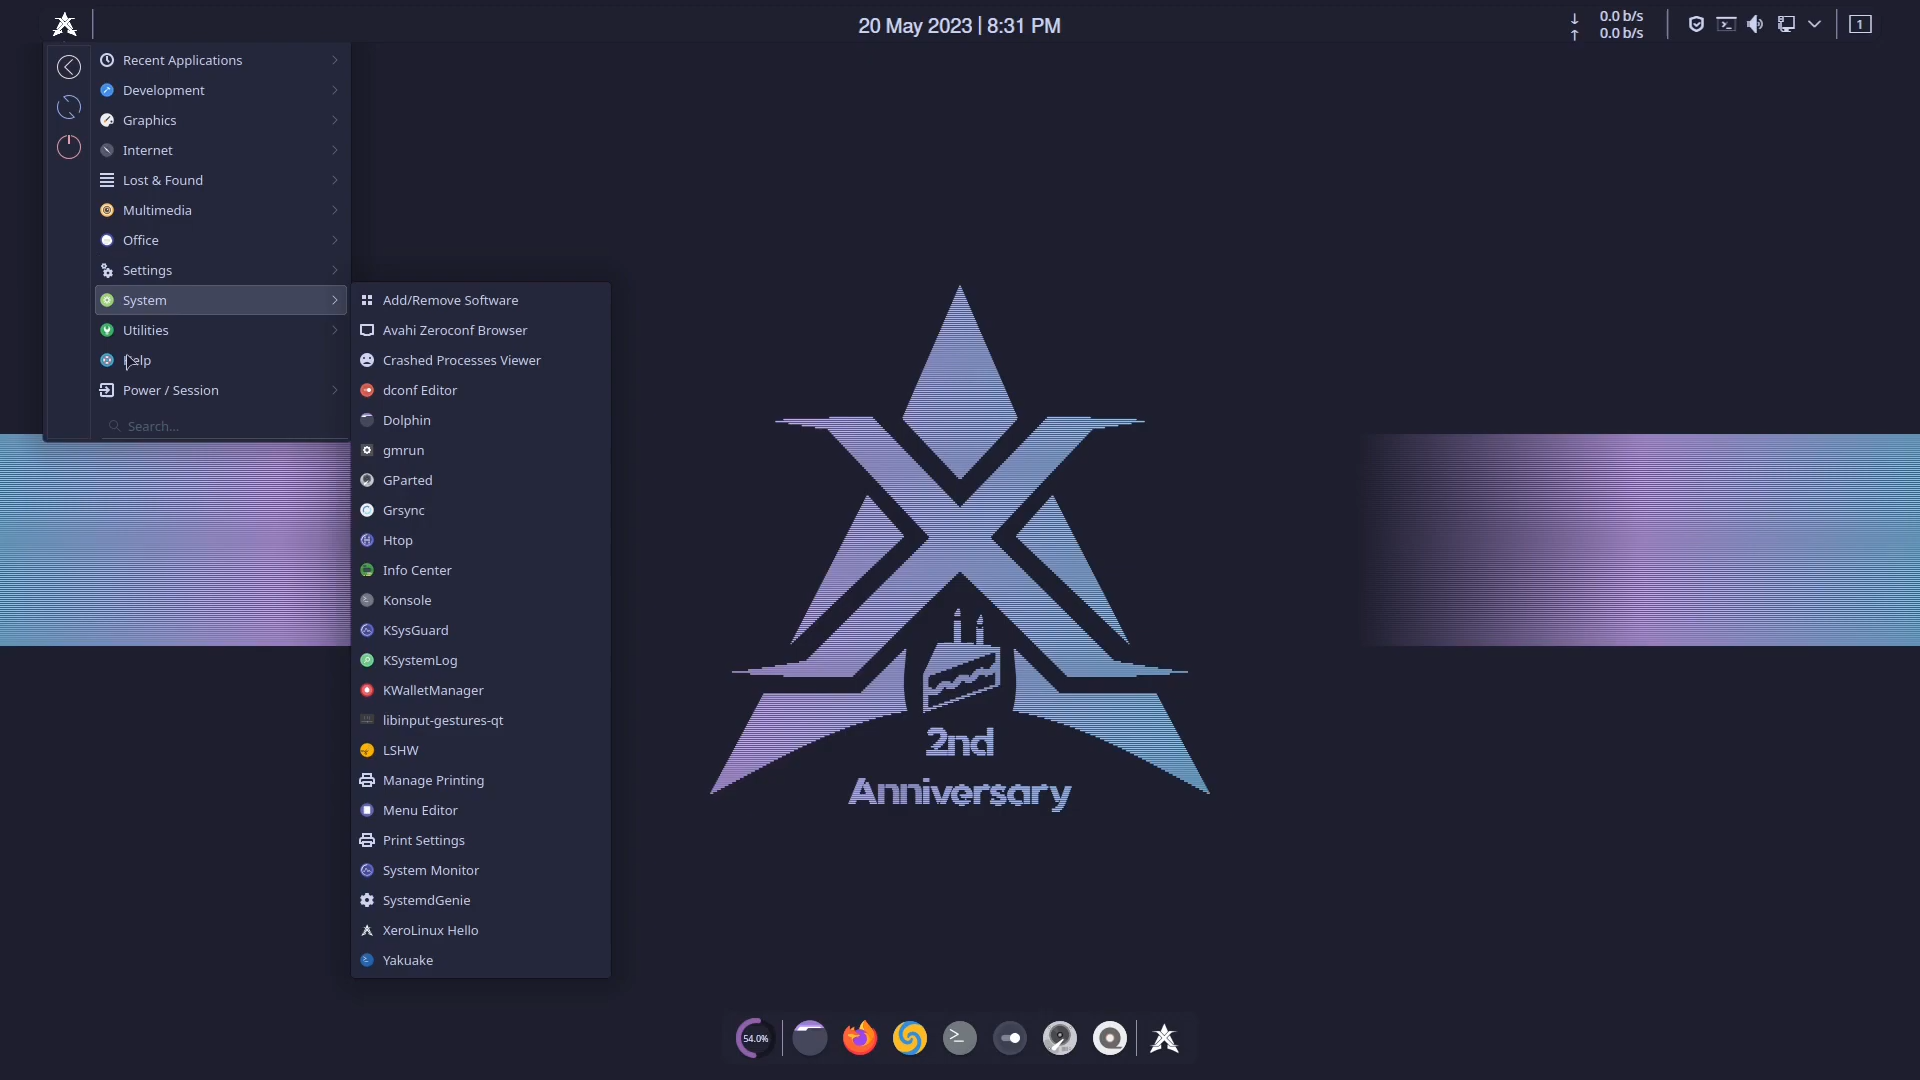 20 May 2023 | 8:31 PM
↓ 0.0 b/s
↑ 0.0 b/s
1
Recent Applications
Development
Graphics
Internet
Lost & Found
Multimedia
Office
Settings
System
Utilities
Help
Power / Session
Search...
Add/Remove Software
Avahi Zeroconf Browser
Crashed Processes Viewer
dconf Editor
Dolphin
gmrun
GParted
Grsync
Htop
Info Center
Konsole
KSysGuard
KSystemLog
KWalletManager
libinput-gestures-qt
LSHW
Manage Printing
Menu Editor
Print Settings
System Monitor
SystemdGenie
XeroLinux Hello
Yakuake
2nd
Anniversary
54.0%